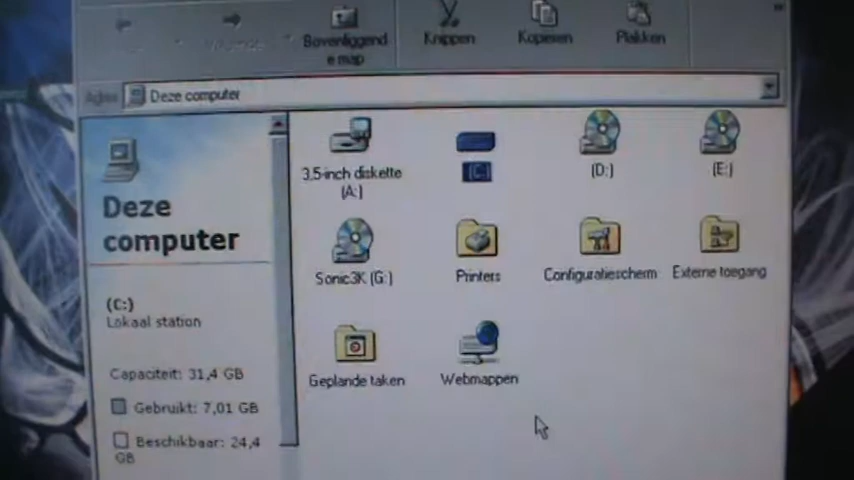 Bovenliggend
e map
Knippen
Kopiëren
Plakken
Adres
Deze computer
3,5-inch diskette
(A:)
(C:)
(D:)
(E:)
Deze
computer
Sonic3K (G:)
Printers
Configuratiescherm
Externe toegang
(C:)
Lokaal station
Geplande taken
Webmappen
Capaciteit: 31,4 GB
Gebruikt: 7,01 GB
Beschikbaar: 24,4
GB